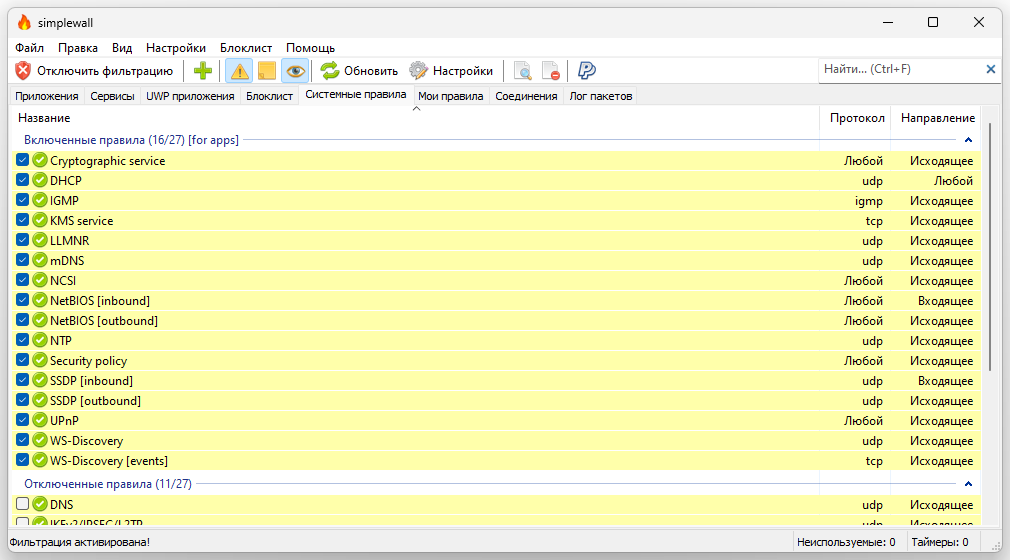 simplewall
Файл Правка Вид Настройки Блоклист Помощь
Отключить фильтрацию Обновить Настройки Найти... (Ctrl+F)
Приложения Сервисы UWP приложения Блоклист Системные правила Мои правила Соединения Лог пакетов
Название Протокол Направление
Включенные правила (16/27) [for apps]
Cryptographic service Любой Исходящее
DHCP udp Любой
IGMP igmp Исходящее
KMS service tcp Исходящее
LLMNR udp Исходящее
mDNS udp Исходящее
NCSI Любой Исходящее
NetBIOS [inbound] Любой Входящее
NetBIOS [outbound] Любой Исходящее
NTP udp Исходящее
Security policy Любой Исходящее
SSDP [inbound] udp Входящее
SSDP [outbound] udp Исходящее
UPnP Любой Исходящее
WS-Discovery udp Исходящее
WS-Discovery [events] tcp Исходящее
Отключенные правила (11/27)
DNS udp Исходящее
IKEv2/IPSEC/L2TP udp Исходящее
Фильтрация активирована! Неиспользуемые: 0 Таймеры: 0